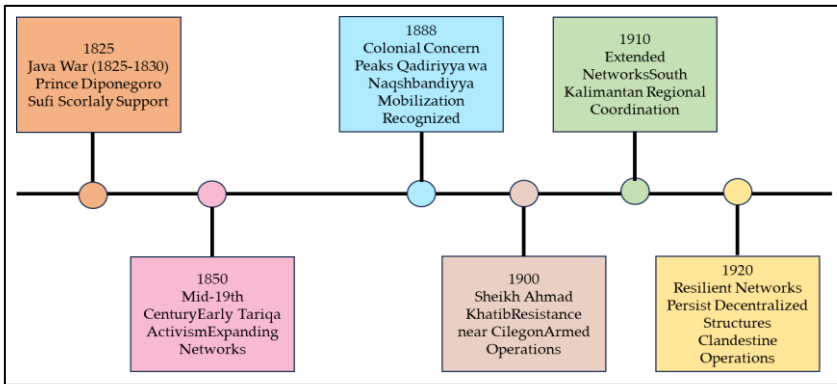 1825
Java War (1825-1830)
Prince Diponegoro
Sufi Scorlaly Support
1850
Mid-19th
CenturyEarly Tariqa
ActivismExpanding
Networks
1888
Colonial Concern
Peaks Qadiriyya wa
Naqshbandiyya
Mobilization
Recognized
1900
Sheikh Ahmad
KhatibResistance
near CilegonArmed
Operations
1910
Extended
NetworksSouth
Kalimantan Regional
Coordination
1920
Resilient Networks
Persist Decentralized
Structures
Clandestine
Operations